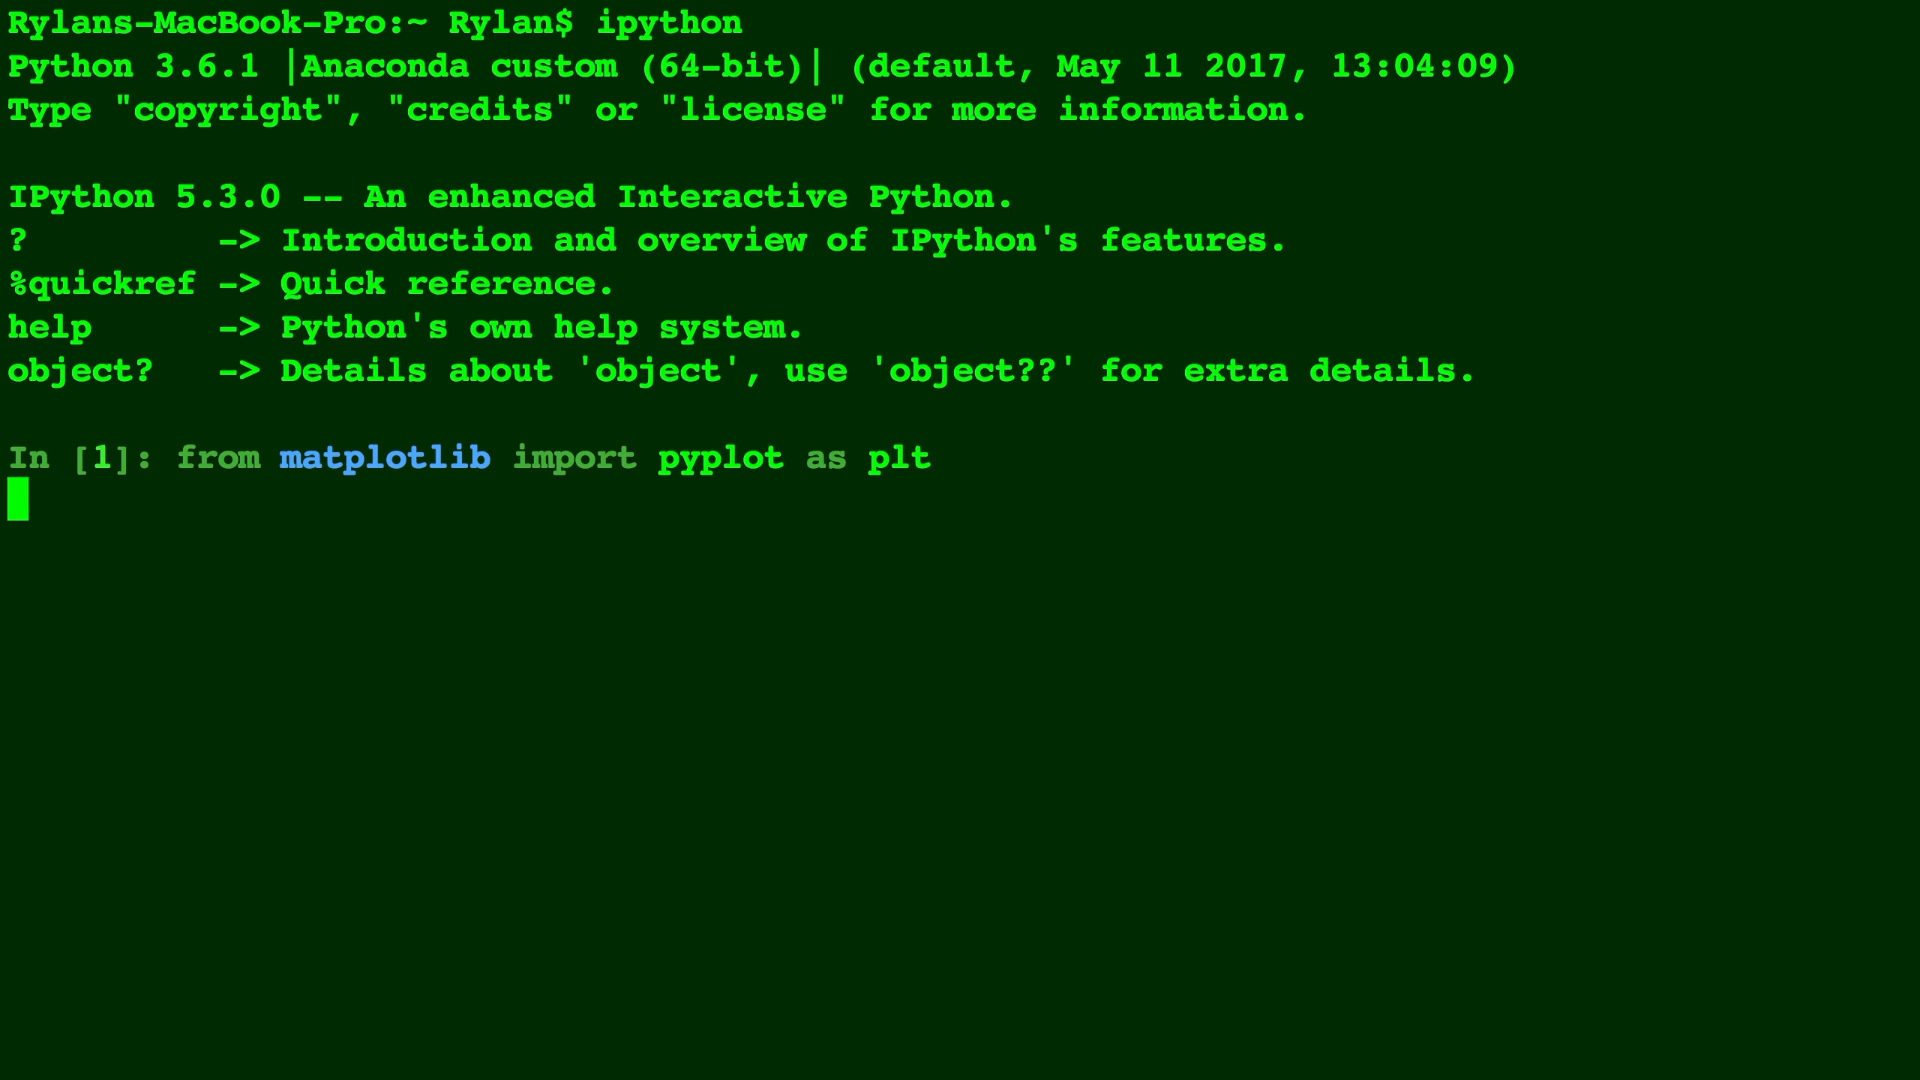 Rylans-MacBook-Pro:~ Rylan$ ipython
Python 3.6.1 |Anaconda custom (64-bit)| (default, May 11 2017, 13:04:09)
Type "copyright", "credits" or "license" for more information.
IPython 5.3.0 -- An enhanced Interactive Python.
?         -> Introduction and overview of IPython's features.
%quickref -> Quick reference.
help      -> Python's own help system.
object?   -> Details about 'object', use 'object??' for extra details.
In [1]: from matplotlib import pyplot as plt